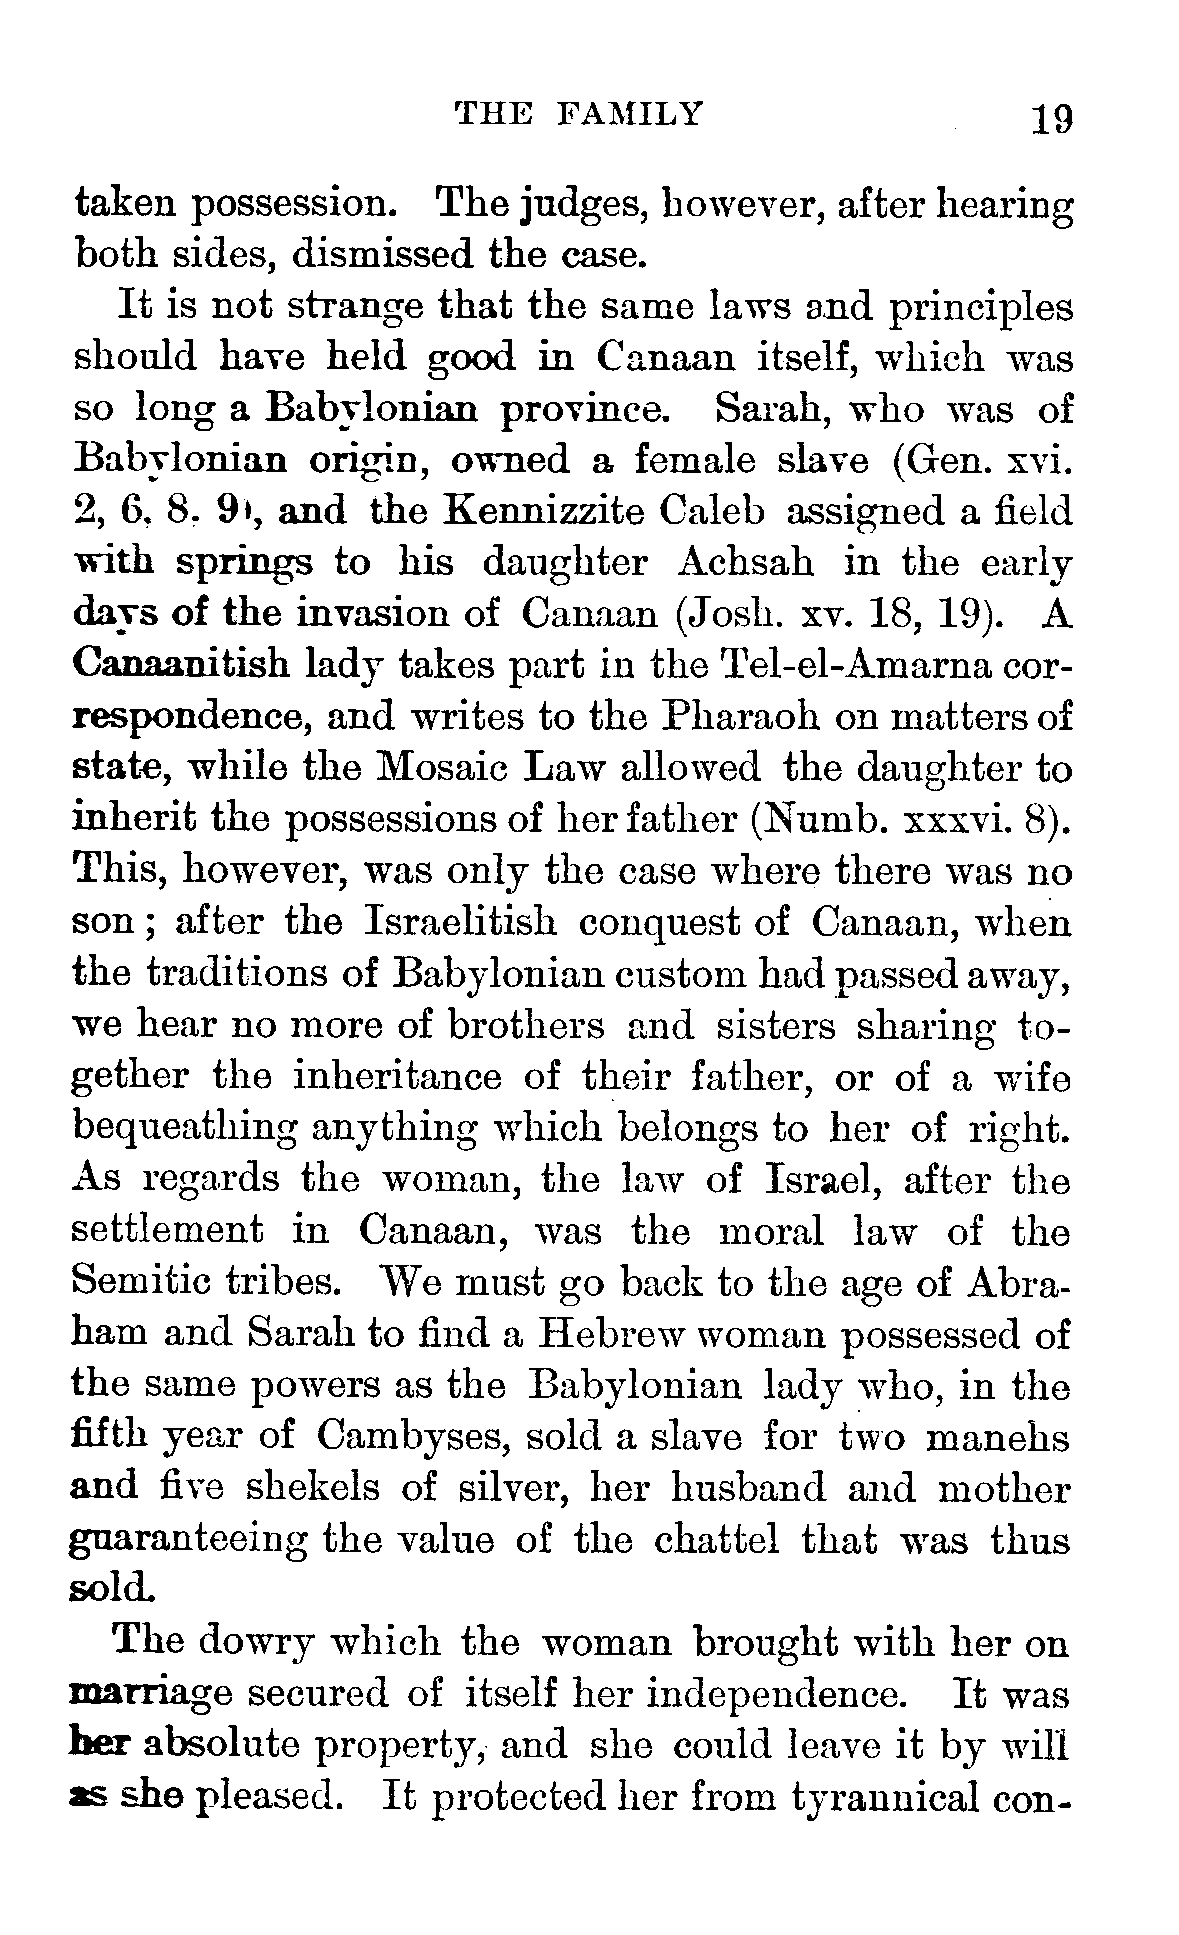 THE FAMILY 19
taken possession. The judges, however, after hearing
both sides, dismissed the case.
It is not strange that the same laws and principles
should have held good in Canaan itself, which was
so long a Babylonian province. Sarah, who was of
Babylonian origin, owned a female slave (Gen. xvi.
2, 6, 8, 9), and the Kennizzite Caleb assigned a field
with springs to his daughter Achsah in the early
days of the invasion of Canaan (Josh. xv. 18, 19). A
Canaanitish lady takes part in the Tel-el-Amarna cor-
respondence, and writes to the Pharaoh on matters of
state, while the Mosaic Law allowed the daughter to
inherit the possessions of her father (Numb. xxxvi. 8).
This, however, was only the case where there was no
son ; after the Israelitish conquest of Canaan, when
the traditions of Babylonian custom had passed away,
we hear no more of brothers and sisters sharing to-
gether the inheritance of their father, or of a wife
bequeathing anything which belongs to her of right.
As regards the woman, the law of Israel, after the
settlement in Canaan, was the moral law of the
Semitic tribes. We must go back to the age of Abra-
ham and Sarah to find a Hebrew woman possessed of
the same powers as the Babylonian lady who, in the
fifth year of Cambyses, sold a slave for two manehs
and five shekels of silver, her husband and mother
guaranteeing the value of the chattel that was thus
sold.
The dowry which the woman brought with her on
marriage secured of itself her independence. It was
her absolute property, and she could leave it by will
as she pleased. It protected her from tyrannical con-